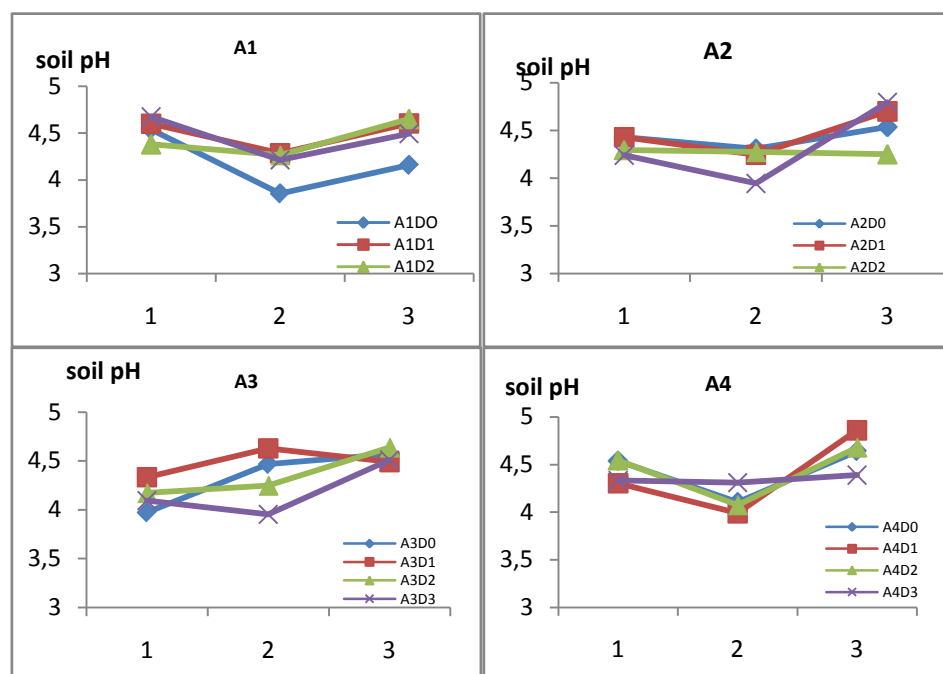 A1
soil pH
5
4,5
4
3,5
3
1 2 3
A1DO
A1D1
A1D2
A2
soil pH
5
4,5
4
3,5
3
1 2 3
A2D0
A2D1
A2D2
A3
soil pH
5
4,5
4
3,5
3
1 2 3
A3D0
A3D1
A3D2
A3D3
A4
soil pH
5
4,5
4
3,5
3
1 2 3
A4D0
A4D1
A4D2
A4D3